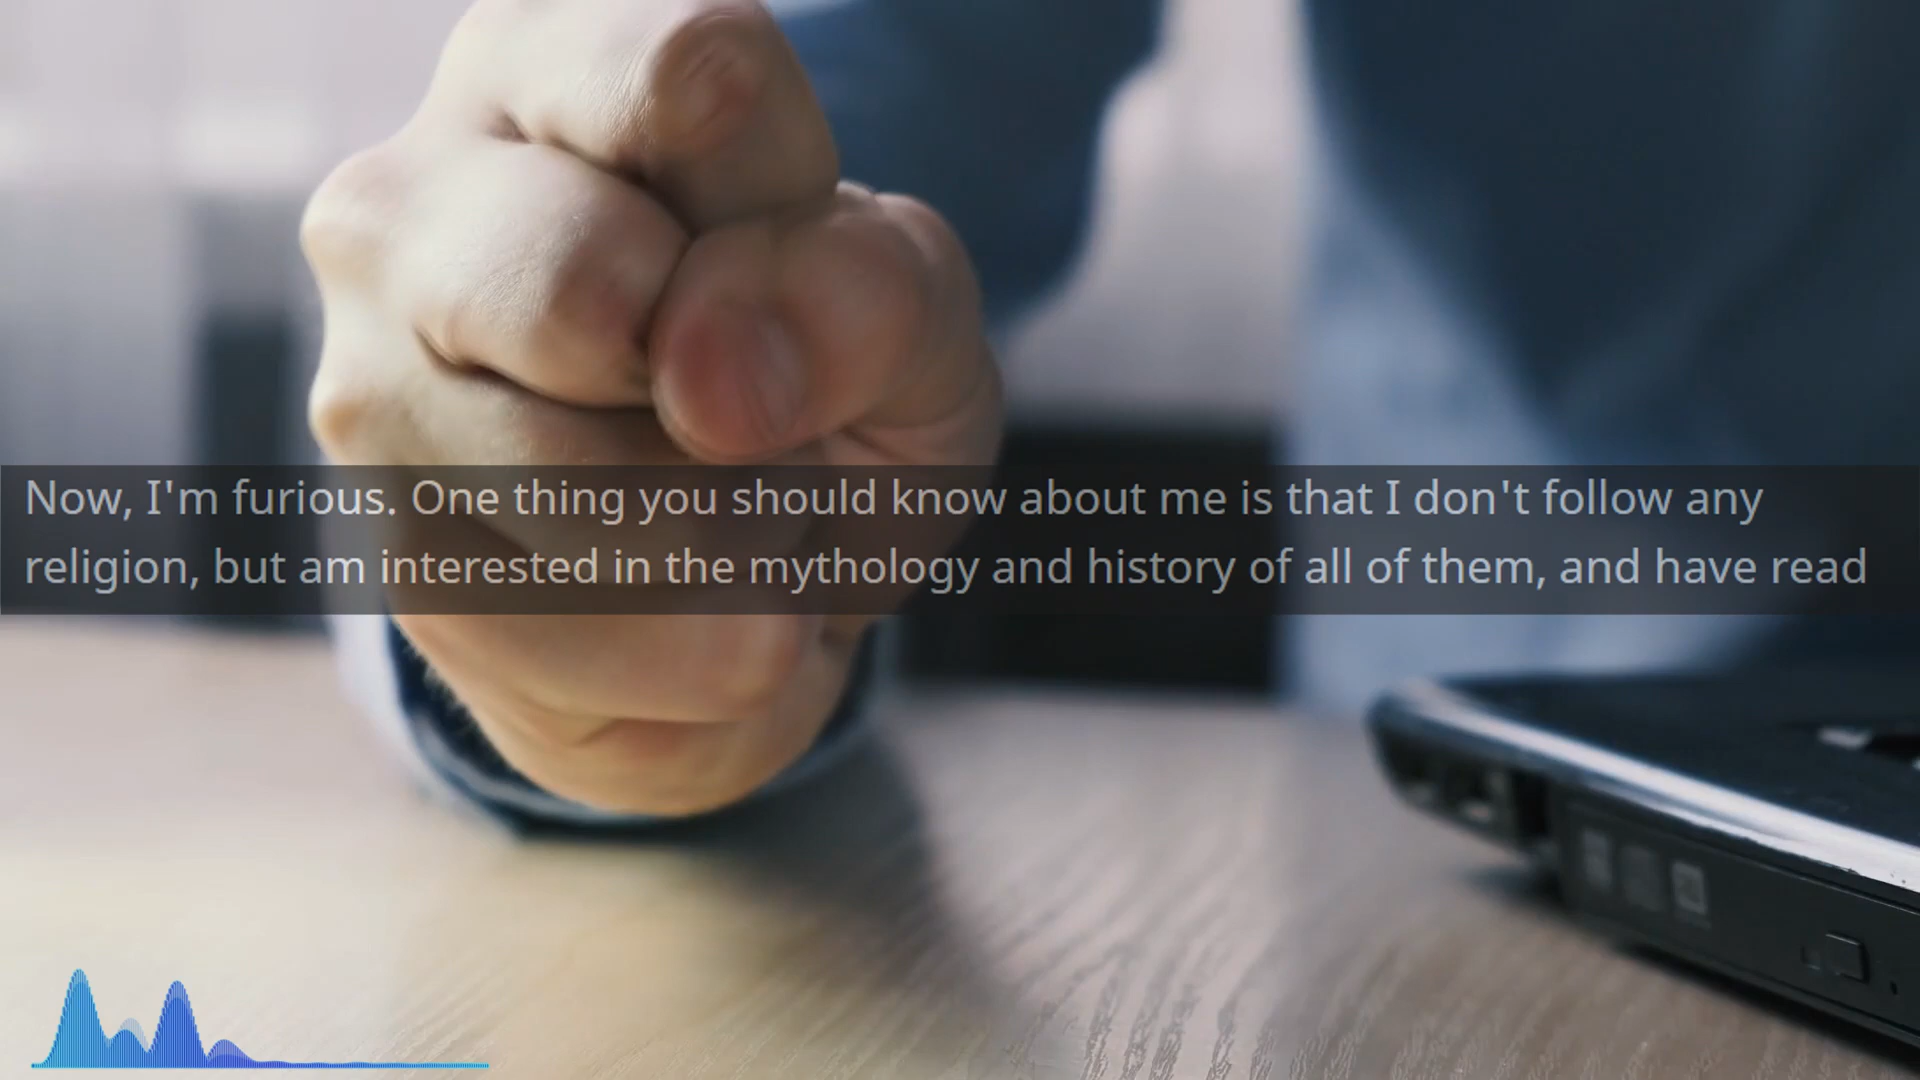 Now, I'm furious. One thing you should know about me is that I don't follow any
religion, but am interested in the mythology and history of all of them, and have read